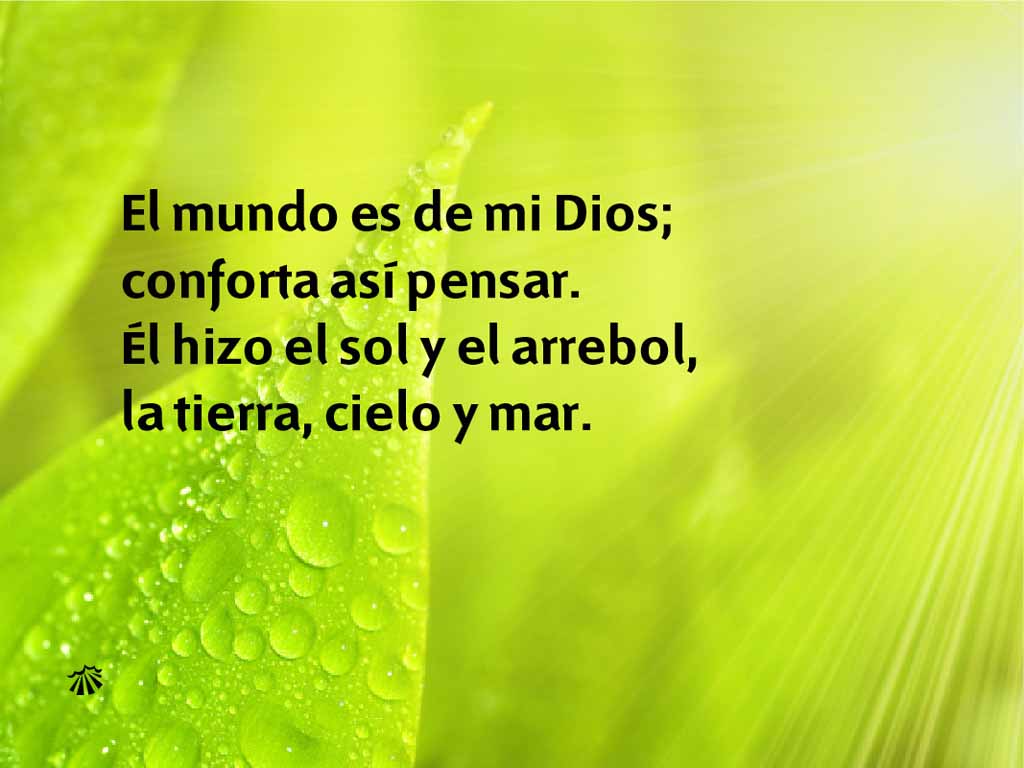 El mundo es de mi Dios;
conforta así pensar.
Él hizo el sol y el arrebol,
la tierra, cielo y mar.